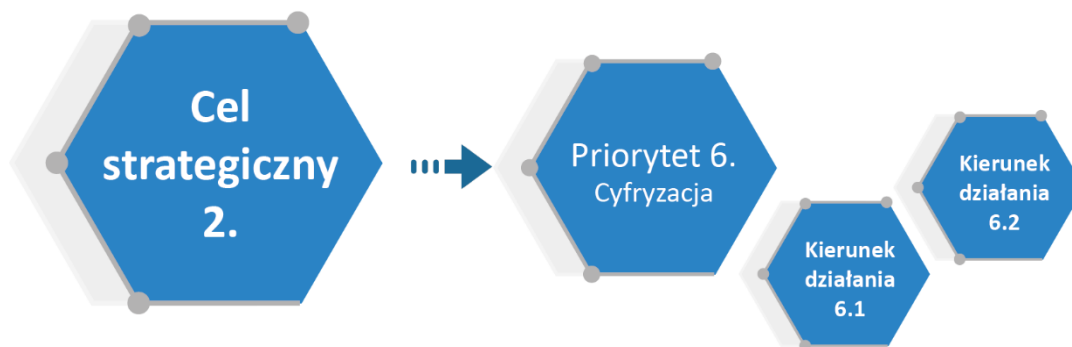 Cel
strategiczny
2.
Priorytet 6.
Cyfryzacja
Kierunek
działania
6.1
Kierunek
działania
6.2